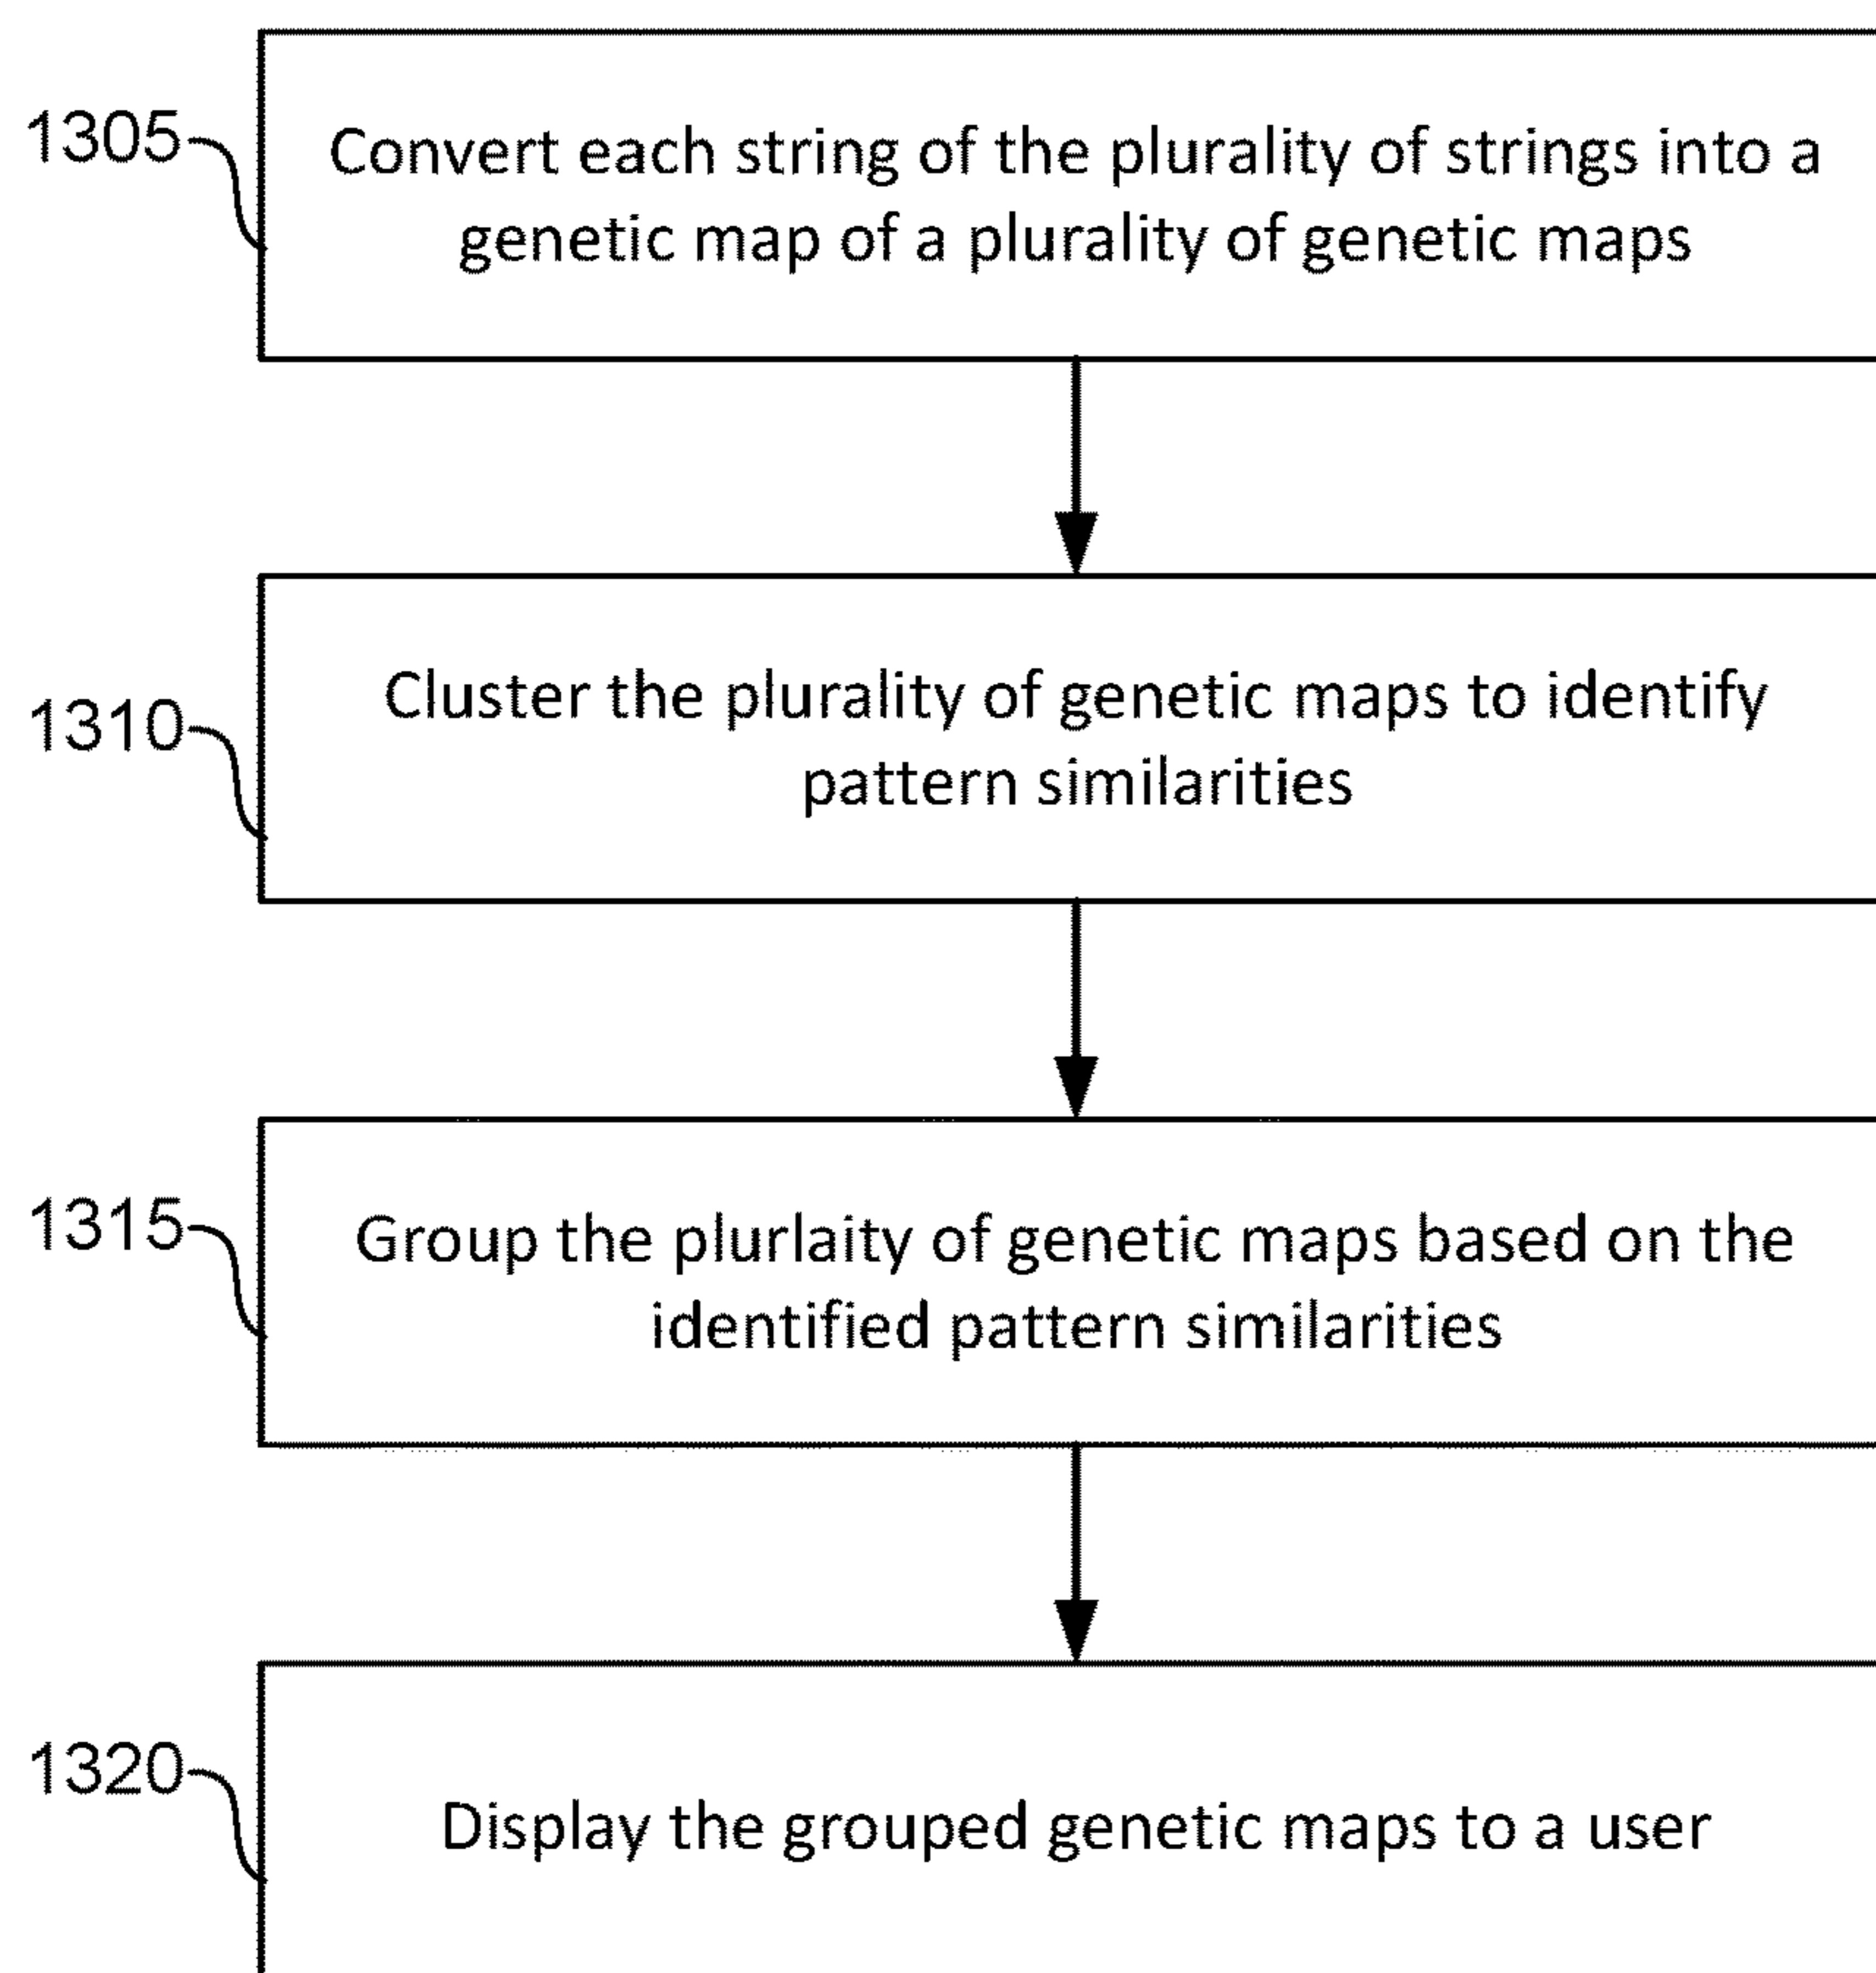 1305
Convert each string of the plurality of strings into a
genetic map of a plurality of genetic maps
1310
Cluster the plurality of genetic maps to identify
pattern similarities
1315
Group the plurlaity of genetic maps based on the
identified pattern similarities
1320
Display the grouped genetic maps to a user